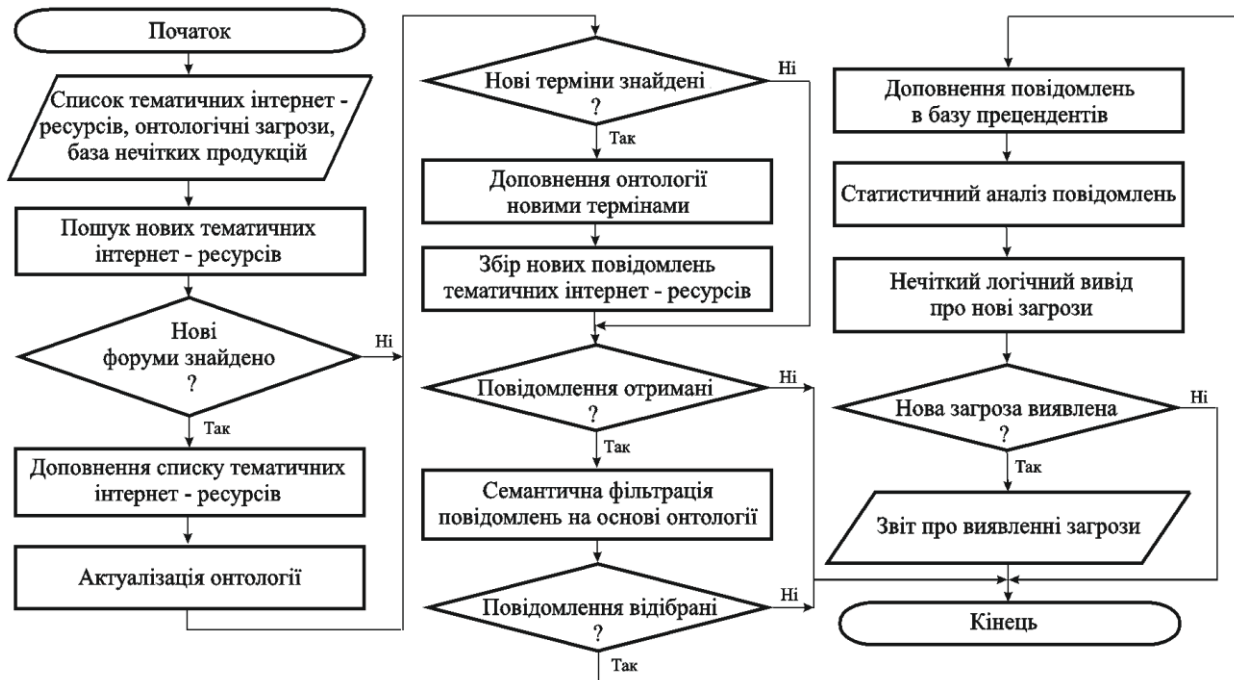 Початок
Список тематичних інтернет -
ресурсів, онтологічні загрози,
база нечітких продукцій
Пошук нових тематичних
інтернет - ресурсів
Нові
форуми знайдено
?
Ні
Так
Доповнення списку тематичних
інтернет - ресурсів
Актуалізація онтології
Нові терміни знайдені
?
Ні
Так
Доповнення онтології
новими термінами
Збір нових повідомлень
тематичних інтернет - ресурсів
Повідомлення отримані
?
Ні
Так
Семантична фільтрація
повідомлень на основі онтології
Повідомлення відібрані
?
Ні
Так
Доповнення повідомлень
в базу прецендентів
Статистичний аналіз повідомлень
Нечіткий логічний вивід
про нові загрози
Нова загроза виявлена
?
Ні
Так
Звіт про виявленні загрози
Кінець